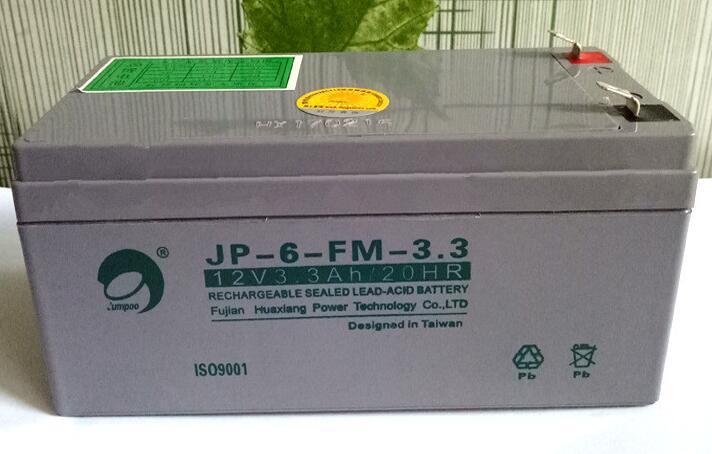 JP-6-FM-3.3
12V3.3Ah/20HR
RECHARGEABLE SEALED LEAD-ACID BATTERY
Fujian Huaxiang Power Technology Co.,LTD
Designed in Taiwan
Jumpoo
®
ISO9001
Pb
Pb